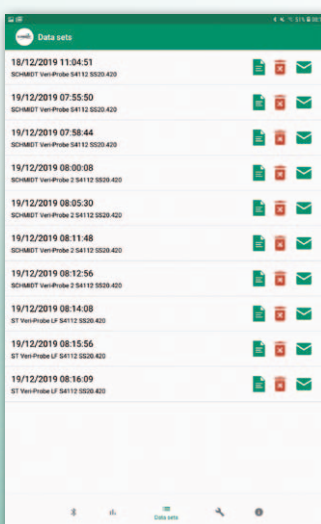 Data sets
18/12/2019 11:04:51
SCHMIDT Veri-Probe S4112 SS20.420
19/12/2019 07:55:50
SCHMIDT Veri-Probe S4112 SS20.420
19/12/2019 07:58:44
SCHMIDT Veri-Probe S4112 SS20.420
19/12/2019 08:00:08
SCHMIDT Veri-Probe 2 S4112 SS20.420
19/12/2019 08:05:30
SCHMIDT Veri-Probe 2 S4112 SS20.420
19/12/2019 08:11:48
SCHMIDT Veri-Probe 2 S4112 SS20.420
19/12/2019 08:12:56
SCHMIDT Veri-Probe 2 S4112 SS20.420
19/12/2019 08:14:08
ST Veri-Probe LF S4112 SS20.420
19/12/2019 08:15:56
ST Veri-Probe LF S4112 SS20.420
19/12/2019 08:16:09
ST Veri-Probe LF S4112 SS20.420
Data sets